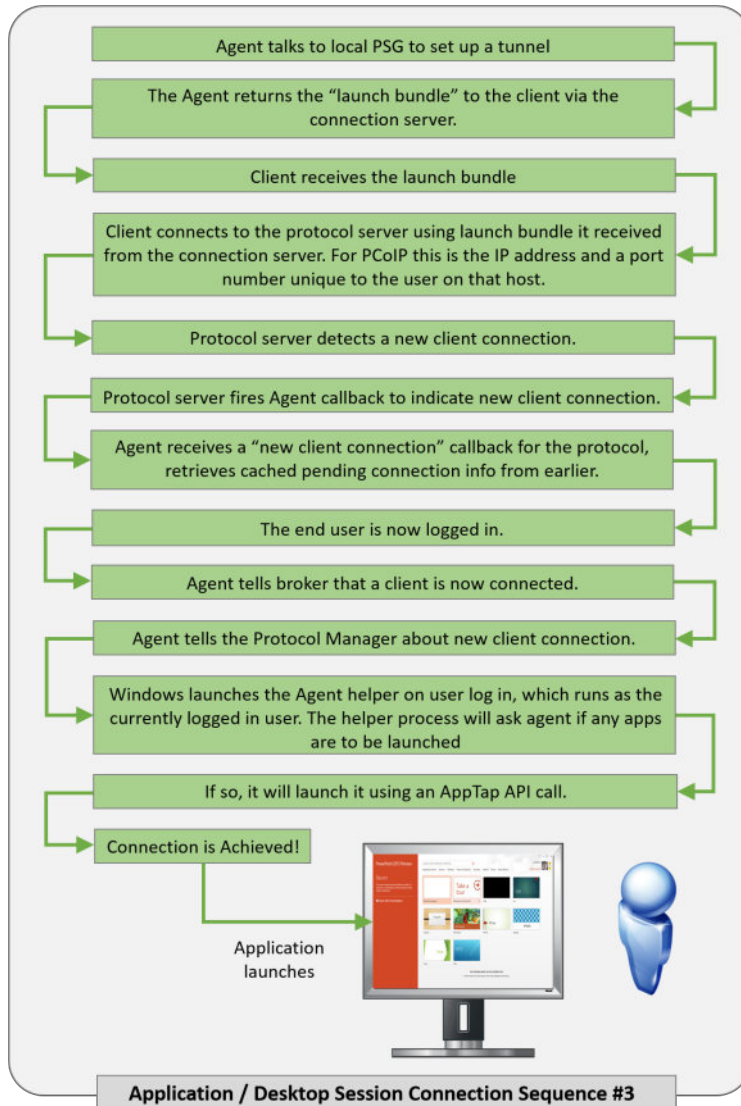 Agent talks to local PSG to set up a tunnel
The Agent returns the “launch bundle” to the client via the
connection server.
Client receives the launch bundle
Client connects to the protocol server using launch bundle it received
from the connection server. For PCoIP this is the IP address and a port
number unique to the user on that host.
Protocol server detects a new client connection.
Protocol server fires Agent callback to indicate new client connection.
Agent receives a “new client connection” callback for the protocol,
retrieves cached pending connection info from earlier.
The end user is now logged in.
Agent tells broker that a client is now connected.
Agent tells the Protocol Manager about new client connection.
Windows launches the Agent helper on user log in, which runs as the
currently logged in user. The helper process will ask agent if any apps
are to be launched
If so, it will launch it using an AppTap API call.
Connection is Achieved!
Take a
Application
launches
Application / Desktop Session Connection Sequence #3